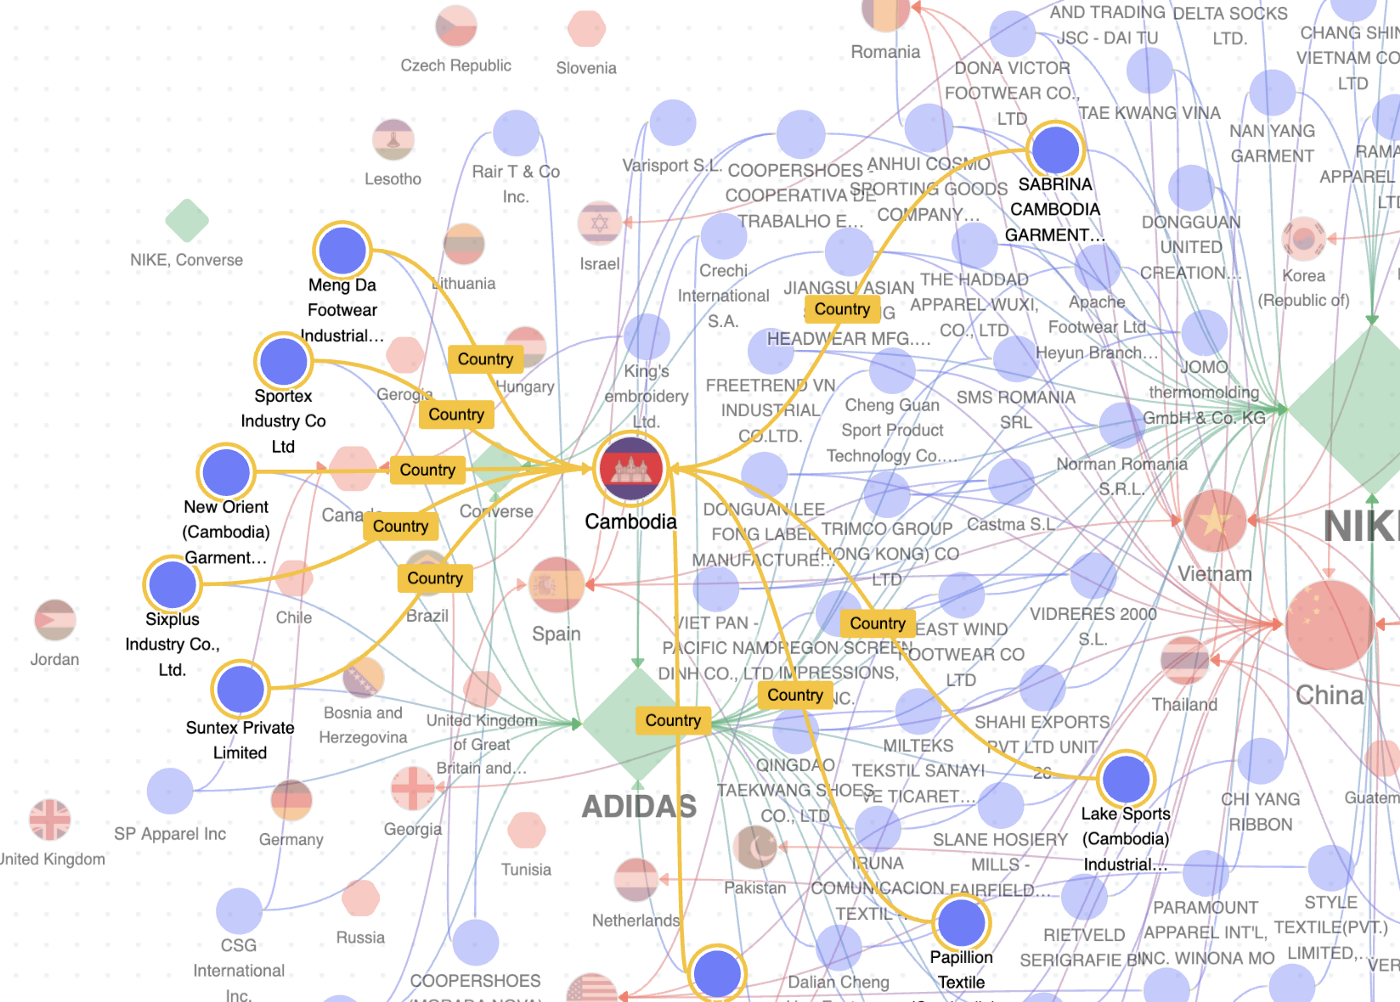 Czech Republic
Slovenia
Romania
AND TRADING
JSC - DAI TU
DELTA SOCKS
LTD.
CHANG SHIN
VIETNAM CO
LTD
DONA VICTOR
FOOTWEAR CO.,
LTD
TAE KWANG VINA
NAN YANG
GARMENT
Lesotho
Rair T & Co
Inc.
Varisport S.L.
COOPERSHOES -
COOPERATIVA DE
TRABALHO E...
ANHUI COSMO
SPORTING GOODS
COMPANY...
SABRINA
CAMBODIA
GARMENT...
RAMA
APPAREL
LTD
DONGGUAN
UNITED
CREATION...
NIKE, Converse
Meng Da
Footwear
Industrial...
Lithuania
Israel
Crechi
International
S.A.
JIANGSU ASIAN
HEADWEAR MFG....
THE HADDAD
APPAREL WUXI,
CO., LTD
Apache
Footwear Ltd
Heyun Branch...
Korea
(Republic of)
Country
Country
Country
Country
Country
Country
Country
Country
Country
Sportex
Industry Co
Ltd
Hungary
King's
embroidery
Ltd.
FREETREND VN
INDUSTRIAL
CO.LTD.
Cheng Guan
Sport Product
Technology Co....
SMS ROMANIA
SRL
JOMO
thermomolding
GmbH & Co. KG
Norman Romania
S.R.L.
New Orient
(Cambodia)
Garment...
Converse
Cambodia
DONGUAN LEE
FONG LABEL
MANUFACTURE...
TRIMCO GROUP
(HONG KONG) CO
LTD
Castma S.L
NIKE
Vietnam
Sixplus
Industry Co.,
Ltd.
Chile
Brazil
Spain
VIET PAN -
PACIFIC NAM
DINH CO., LTD
OREGON SCREEN
IMPRESSIONS,
INC.
EAST WIND
FOOTWEAR CO
LTD
VIDRERES 2000
S.L.
Jordan
Suntex Private
Limited
Bosnia and
Herzegovina
United Kingdom
of Great
Britain and...
Thailand
China
SHAHI EXPORTS
PVT LTD UNIT
MILTEKS
TEKSTIL SANAYI
VE TICARET...
QINGDAO
TAEKWANG SHOES
CO., LTD
ADIDAS
SP Apparel Inc
Germany
Georgia
United Kingdom
Tunisia
Lake Sports
(Cambodia)
Industrial...
CHI YANG
RIBBON
SLANE HOSIERY
MILLS -
FAIRFIELD...
IRUNA
COMUNICACION
TEXTIL -
Pakistan
Netherlands
Russia
CSG
International
Inc.
COOPERSHOES
Dalian Cheng
Papillion
Textile
RIETVELD
SERIGRAFIE
PARAMOUNT
APPAREL INT'L,
INC. WINONA MO
STYLE
TEXTILE(PVT.)
LIMITED,...